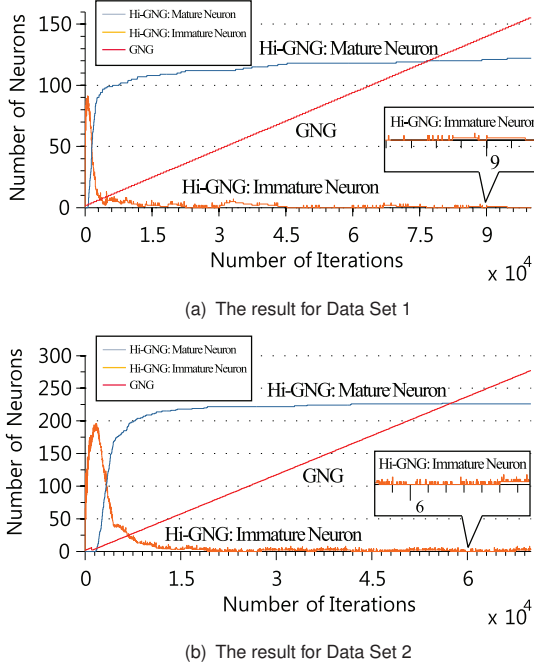 150
100
50
0
Number of Neurons
Hi-GNG: Mature Neuron
Hi-GNG: Immature Neuron
GNG
Hi-GNG: Mature Neuron
GNG
Hi-GNG: Immature Neuron
Hi-GNG: Immature Neuron
9
0 1.5 3 4.5 6 7.5 9
Number of Iterations
x 10^4
(a) The result for Data Set 1
300
250
200
150
100
50
0
Number of Neurons
Hi-GNG: Mature Neuron
Hi-GNG: Immature Neuron
GNG
Hi-GNG: Mature Neuron
GNG
Hi-GNG: Immature Neuron
6
Hi-GNG: Immature Neuron
0 1.5 3 4.5 6
Number of Iterations
x 10^4
(b) The result for Data Set 2